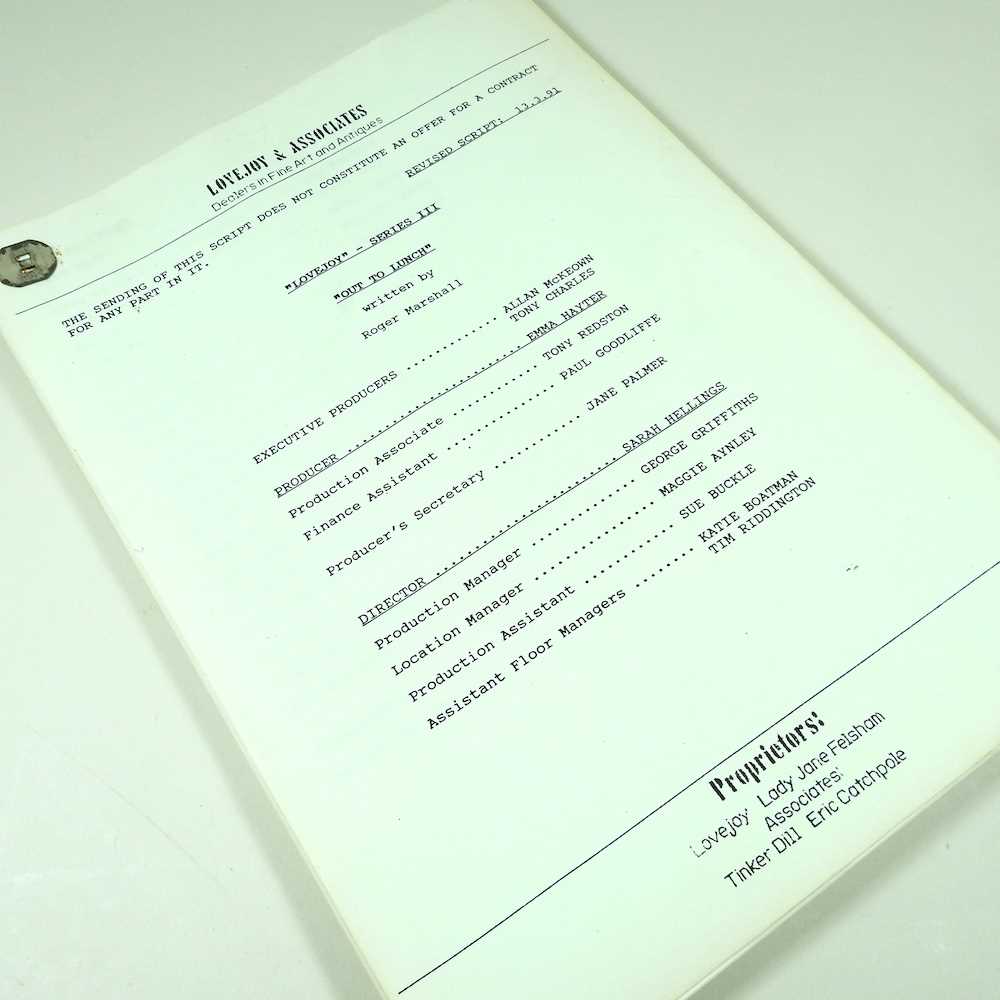 LOVEJOY & ASSOCIATES
Dealers in Fine Art and Antiques
THE SENDING OF THIS SCRIPT DOES NOT CONSTITUTE AN OFFER FOR A CONTRACT
FOR ANY PART IN IT.
REVISED SCRIPT: 13.3.91
"LOVEJOY" - SERIES III
"OUT TO LUNCH"
written by
Roger Marshall
EXECUTIVE PRODUCERS ............ ALLAN McKEOWN
TONY CHARLES
PRODUCER ........................ EMMA HAYTER
Production Associate ............ TONY REDSTON
Finance Assistant ............... PAUL GOODLIFFE
Producer's Secretary ............ JANE PALMER
DIRECTOR ........................ SARAH HELLINGS
Production Manager .............. GEORGE GRIFFITHS
Location Manager ................ MAGGIE AYNLEY
Production Assistant ............ SUE BUCKLE
Assistant Floor Managers ........ KATIE BOATMAN
TIM RIDDINGTON
Proprietors:
Lovejoy Lady Jane Felsham
Associates:
Tinker Dill Eric Catchpole